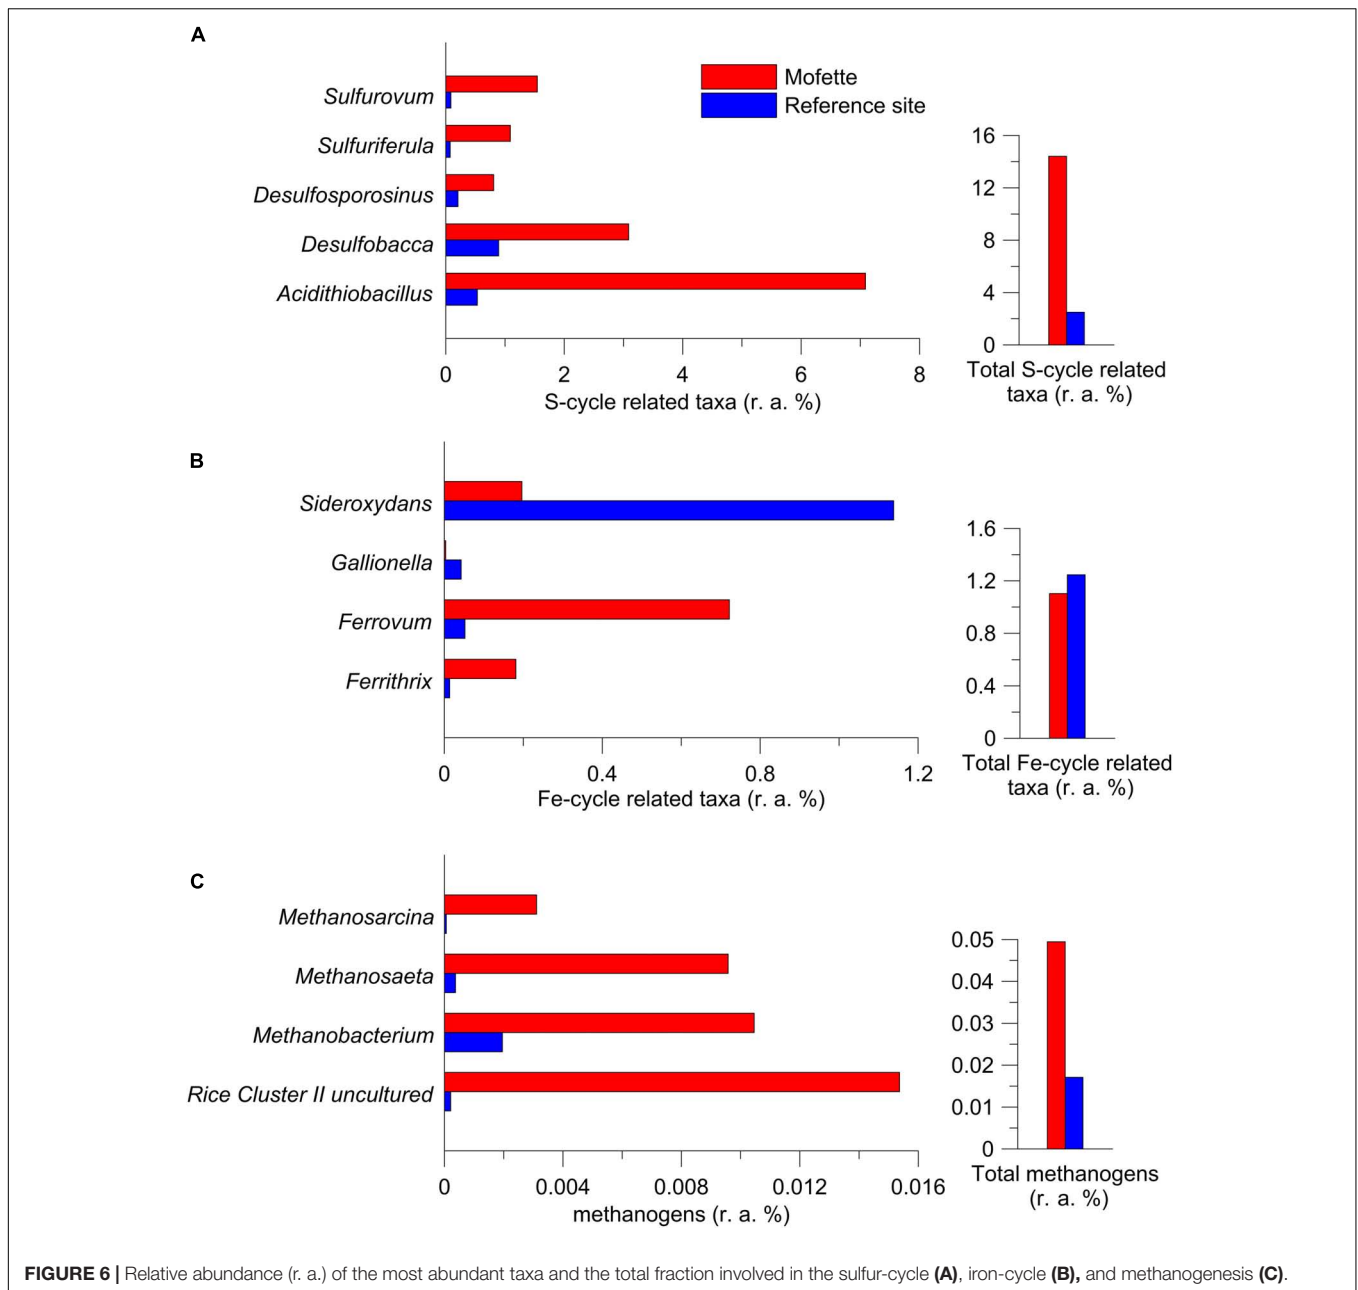 A
Mofette
Reference site
Sulfurovum
Sulfuriferula
Desulfosporosinus
Desulfobacca
Acidithiobacillus
0 2 4 6 8
S-cycle related taxa (r. a. %)
16
12
8
4
0
Total S-cycle related
taxa (r. a. %)
B
Sideroxydans
Gallionella
Ferrovum
Ferrithrix
0 0.4 0.8 1.2
Fe-cycle related taxa (r. a. %)
1.6
1.2
0.8
0.4
0
Total Fe-cycle related
taxa (r. a. %)
C
Methanosarcina
Methanosaeta
Methanobacterium
Rice Cluster II uncultured
0 0.004 0.008 0.012 0.016
methanogens (r. a. %)
0.05
0.04
0.03
0.02
0.01
0
Total methanogens
(r. a. %)
FIGURE 6 | Relative abundance (r. a.) of the most abundant taxa and the total fraction involved in the sulfur-cycle (A), iron-cycle (B), and methanogenesis (C).